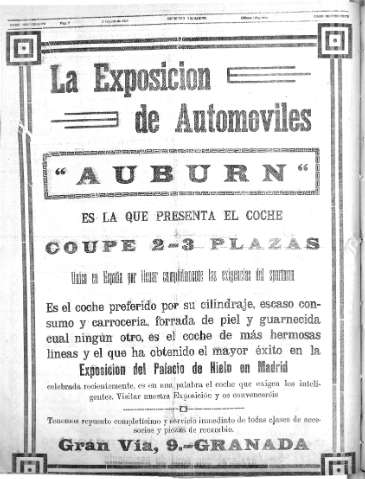 La Exposicion
de Automoviles
"AUBURN"
ES LA QUE PRESENTA EL COCHE
COUPE 2-3 PLAZAS
Unico en España por llenar completamente las exigencias del
Es el coche preferido por su cilindraje, escaso con-
sumo y carroceria, forrada de piel y guarnecida
cual ningún otro, es el coche de más hermosas
líneas y el que ha obtenido el mayor éxito en la
Exposición del Palacio de Hielo en Madrid
celebrada recientemente, es en una palabra el coche que exigen los inteli-
gentes. Visitar nuestra Exposición y os convencereis
Tenemos repuesto completísimo y servicio inmediato de todas clases de acce-
sorios y piezas de recambio.
Gran Vía, 9.-GRANADA